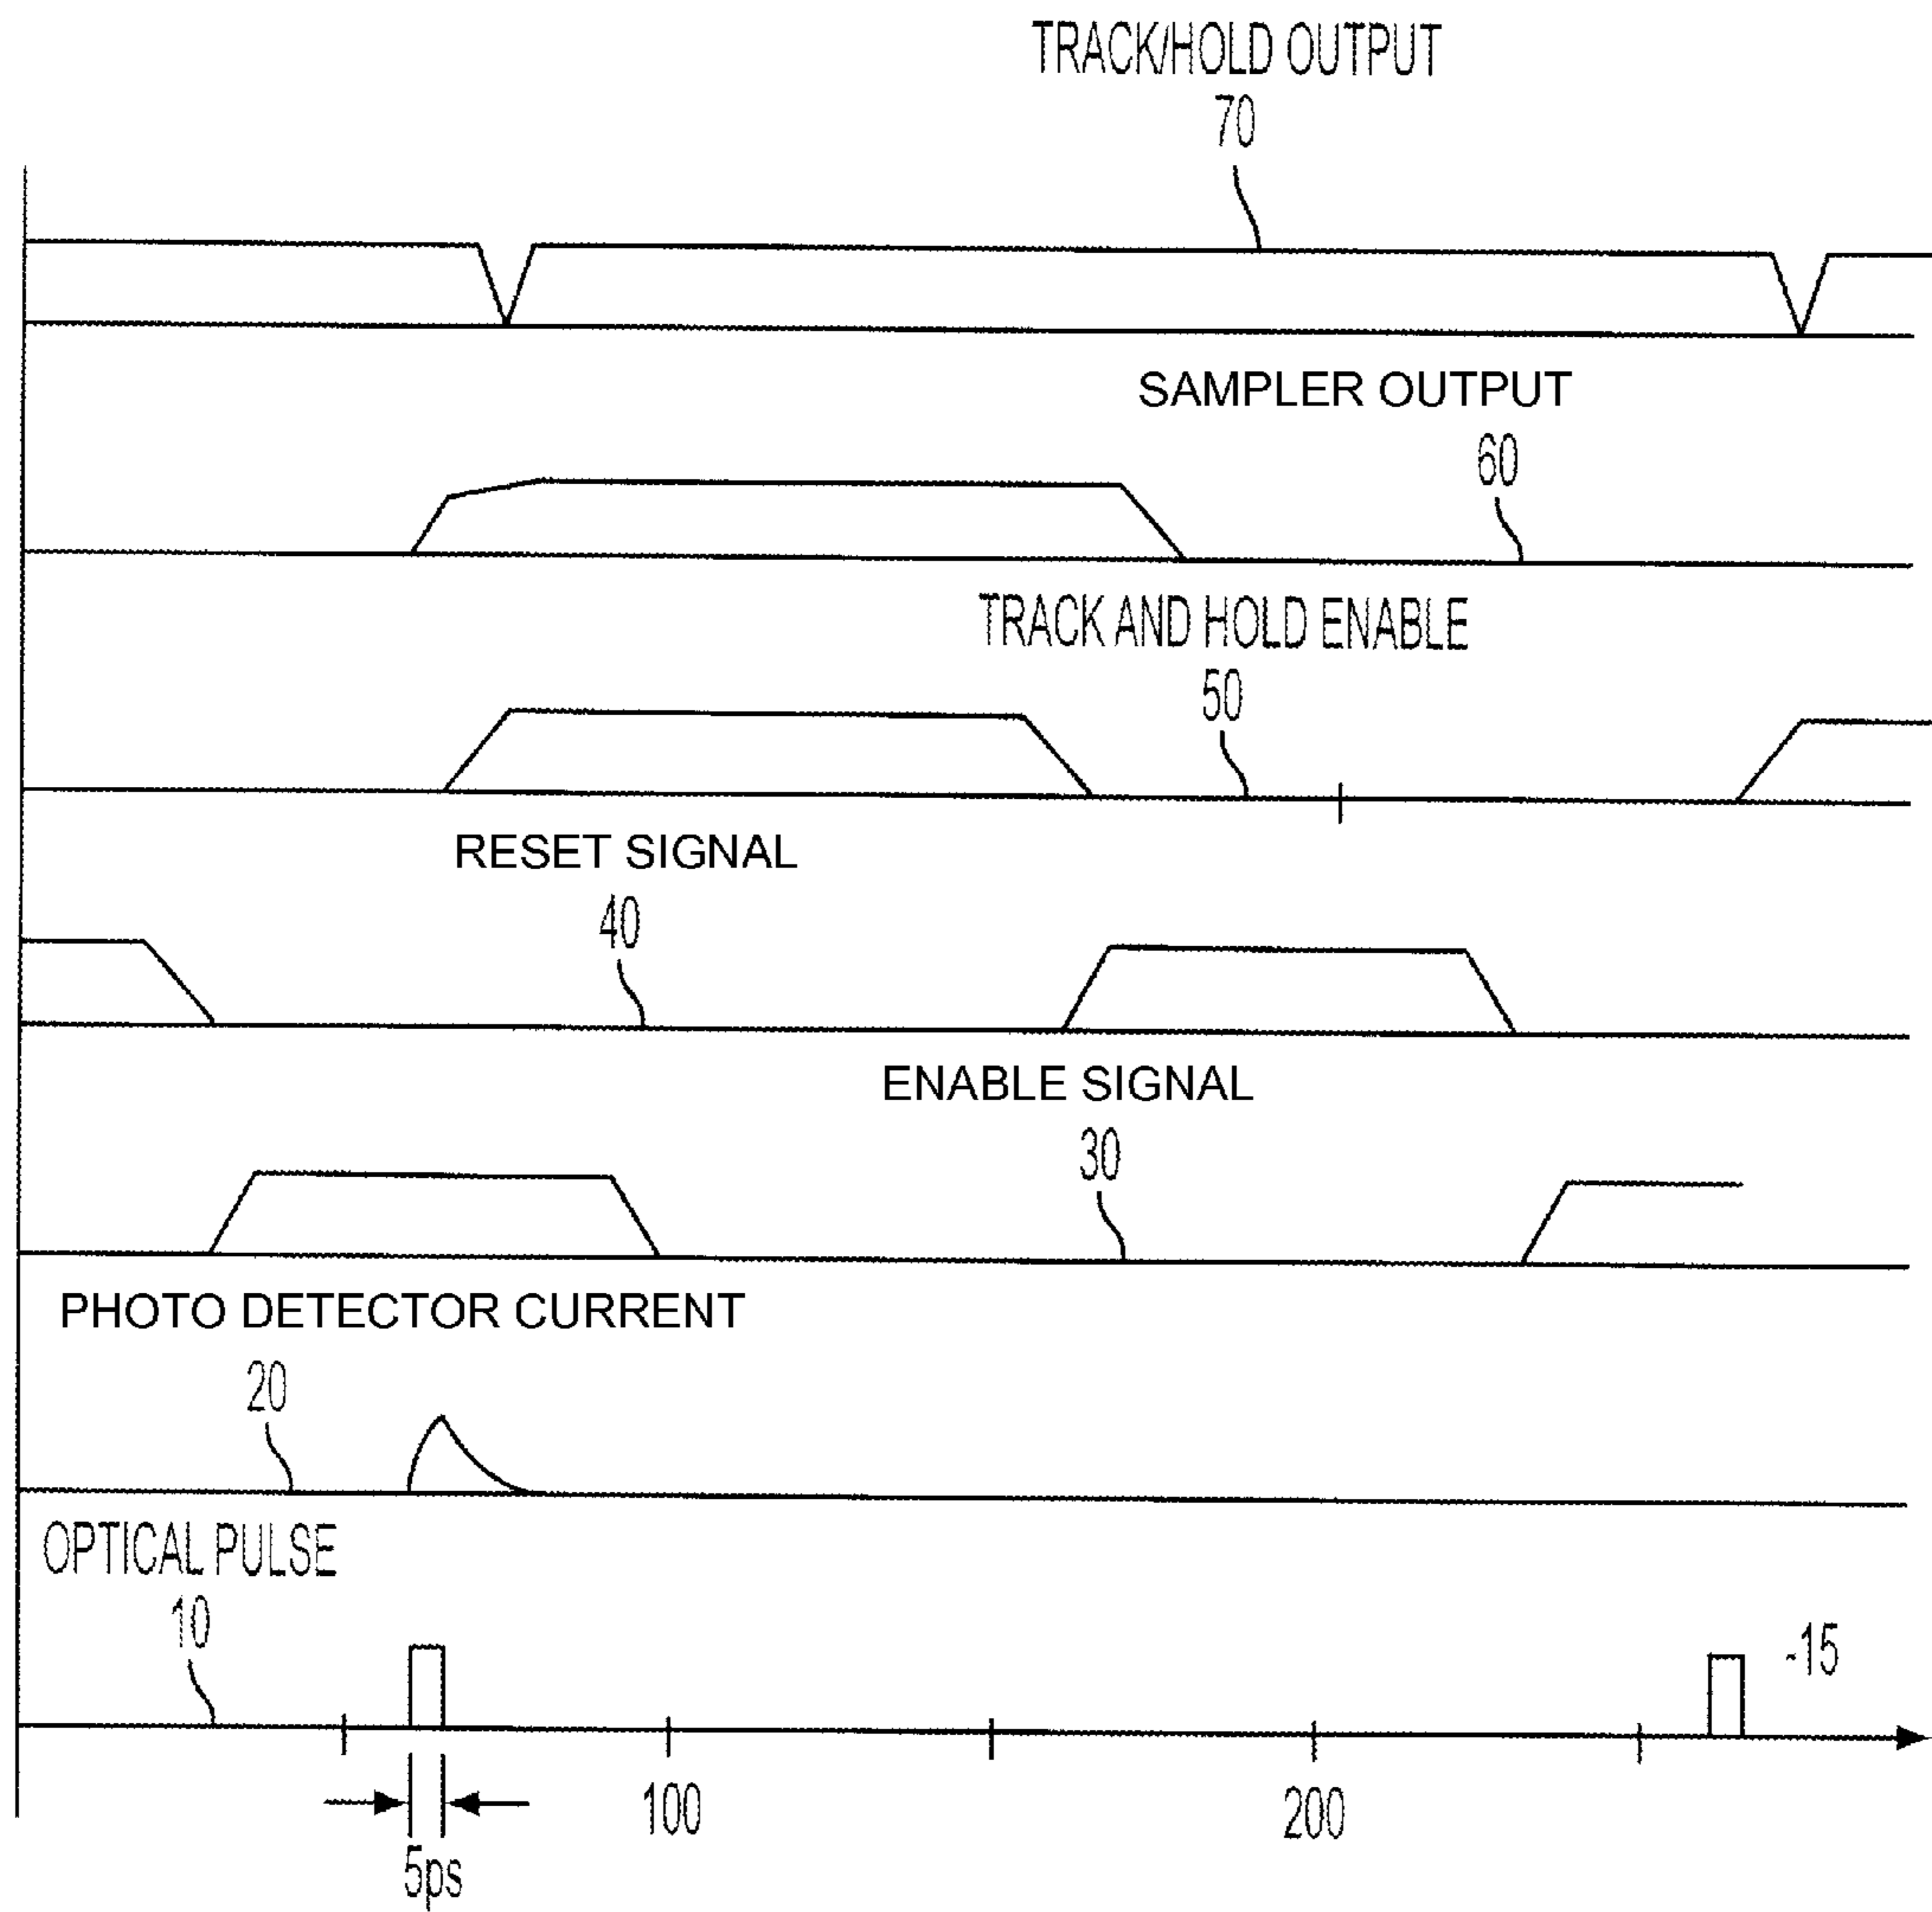 TRACK/HOLD OUTPUT
70
SAMPLER OUTPUT
60
TRACK AND HOLD ENABLE
50
RESET SIGNAL
40
ENABLE SIGNAL
30
PHOTO DETECTOR CURRENT
20
OPTICAL PULSE
10
-15
100
200
5ps